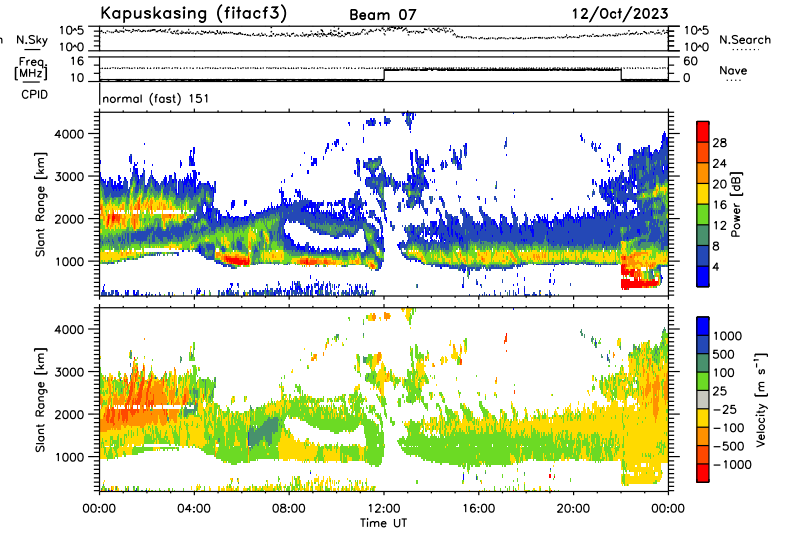 Kapuskasing (fitacf3) Beam 07 12/Oct/2023
N.Sky 10^5 10^0 10^5 10^0 N.Search
Freq. [MHz] 16 10 60 0 Nave
CPID normal (fast) 151
Slant Range [km] 4000 3000 2000 1000
28 24 20 16 12 8 4 Power [dB]
Slant Range [km] 4000 3000 2000 1000
1000 500 100 25 −25 −100 −500 −1000 Velocity [m s⁻¹]
00:00 04:00 08:00 12:00 16:00 20:00 00:00
Time UT